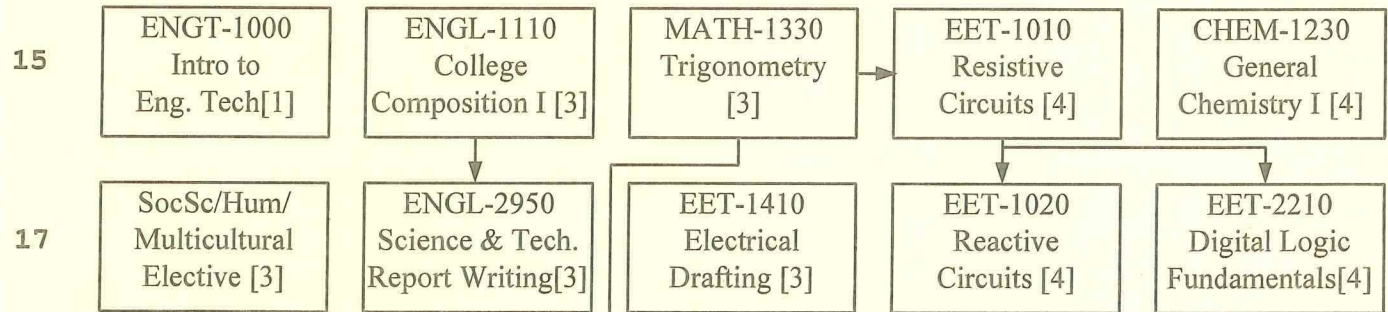 15
ENGT-1000
Intro to
Eng. Tech[1]
ENGL-1110
College
Composition I [3]
MATH-1330
Trigonometry
[3]
EET-1010
Resistive
Circuits [4]
CHEM-1230
General
Chemistry I [4]
17
SocSc/Hum/
Multicultural
Elective [3]
ENGL-2950
Science & Tech.
Report Writing[3]
EET-1410
Electrical
Drafting [3]
EET-1020
Reactive
Circuits [4]
EET-2210
Digital Logic
Fundamentals[4]